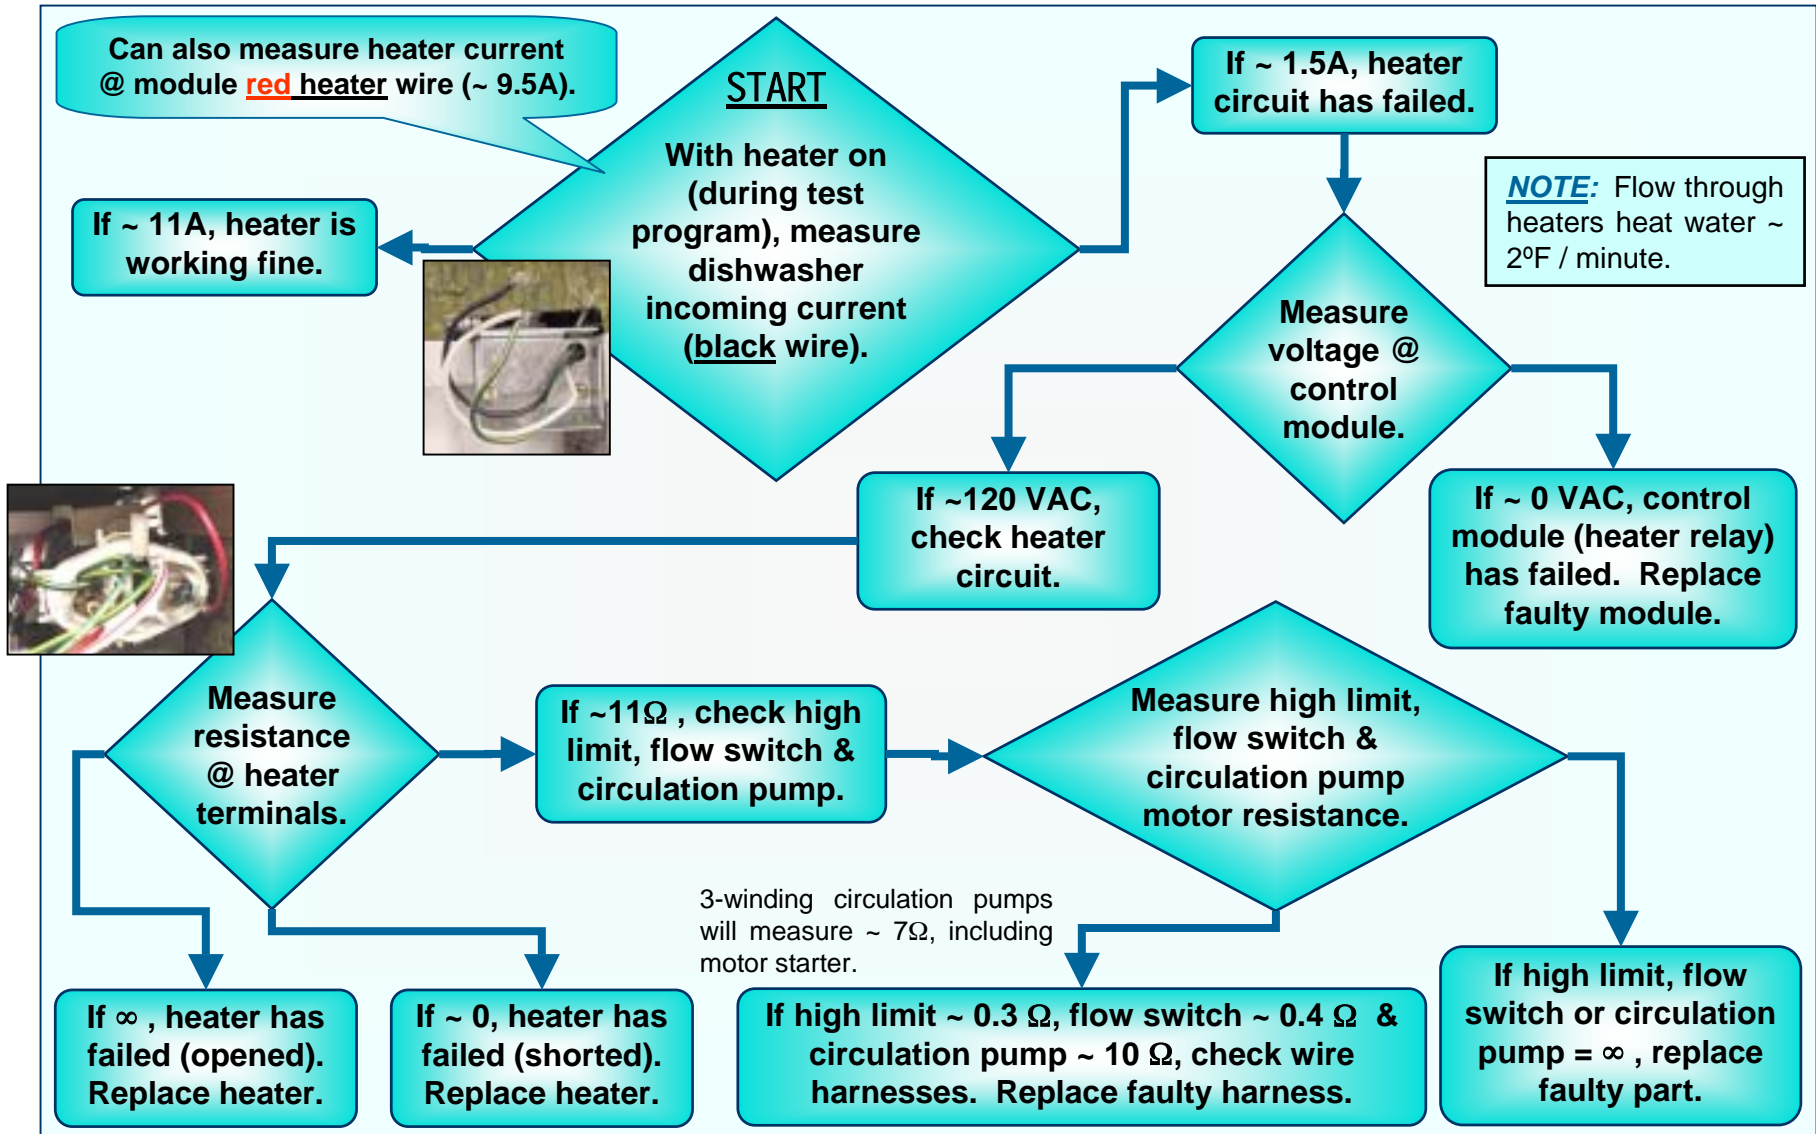 Can also measure heater current
@ module red heater wire (~ 9.5A).
START
With heater on
(during test
program), measure
dishwasher
incoming current
(black wire).
If ~ 1.5A, heater
circuit has failed.
NOTE: Flow through
heaters heat water ~
2ºF / minute.
If ~ 11A, heater is
working fine.
Measure
voltage @
control
module.
If ~120 VAC,
check heater
circuit.
If ~ 0 VAC, control
module (heater relay)
has failed. Replace
faulty module.
Measure
resistance
@ heater
terminals.
If ~11Ω , check high
limit, flow switch &
circulation pump.
Measure high limit,
flow switch &
circulation pump
motor resistance.
3-winding circulation pumps
will measure ~ 7Ω, including
motor starter.
If ∞ , heater has
failed (opened).
Replace heater.
If ~ 0, heater has
failed (shorted).
Replace heater.
If high limit ~ 0.3 Ω, flow switch ~ 0.4 Ω &
circulation pump ~ 10 Ω, check wire
harnesses. Replace faulty harness.
If high limit, flow
switch or circulation
pump = ∞ , replace
faulty part.